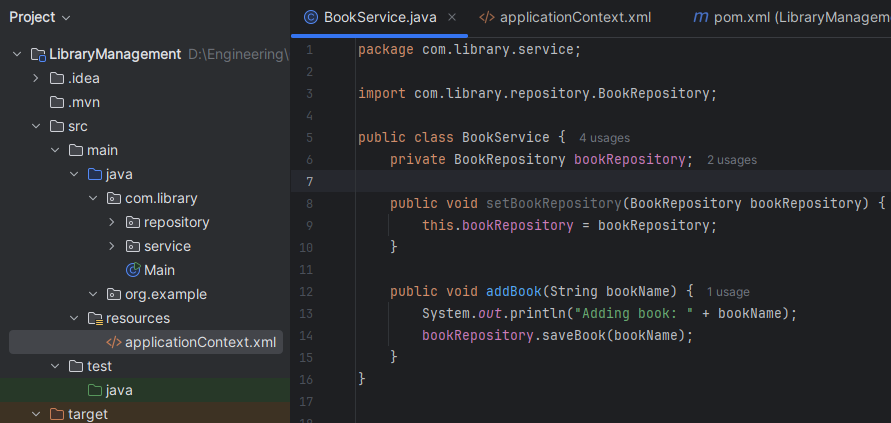 Project
LibraryManagement D:\Engineering\
.idea
.mvn
src
main
java
com.library
repository
service
Main
org.example
resources
applicationContext.xml
test
java
target
BookService.java
applicationContext.xml
pom.xml (LibraryManageme
1 package com.library.service;
2
3 import com.library.repository.BookRepository;
4
5 public class BookService { 4 usages
6 private BookRepository bookRepository; 2 usages
7
8 public void setBookRepository(BookRepository bookRepository) {
9 this.bookRepository = bookRepository;
10 }
11
12 public void addBook(String bookName) { 1 usage
13 System.out.println("Adding book: " + bookName);
14 bookRepository.saveBook(bookName);
15 }
16 }
17
18